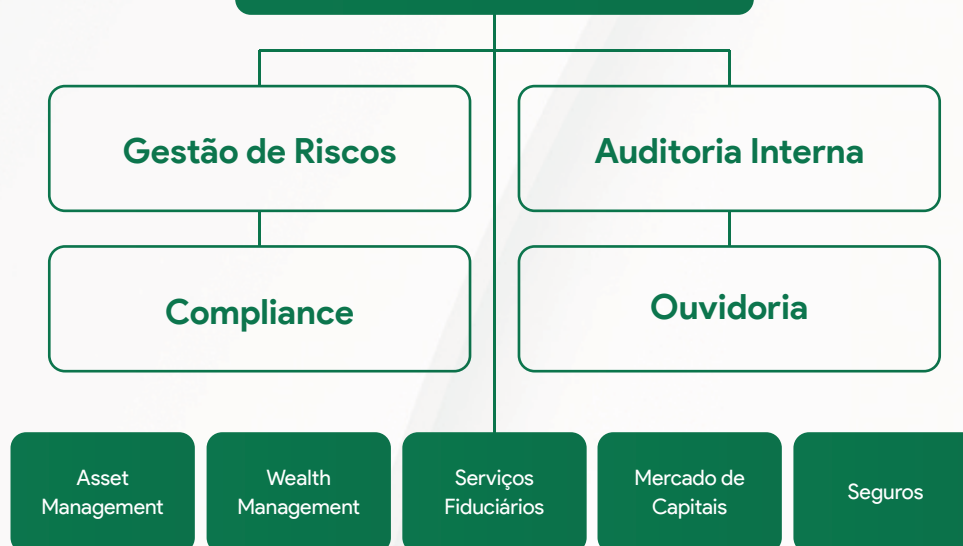 Gestão de Riscos
Auditoria Interna
Compliance
Ouvidoria
Asset
Management
Wealth
Management
Serviços
Fiduciários
Mercado de
Capitais
Seguros